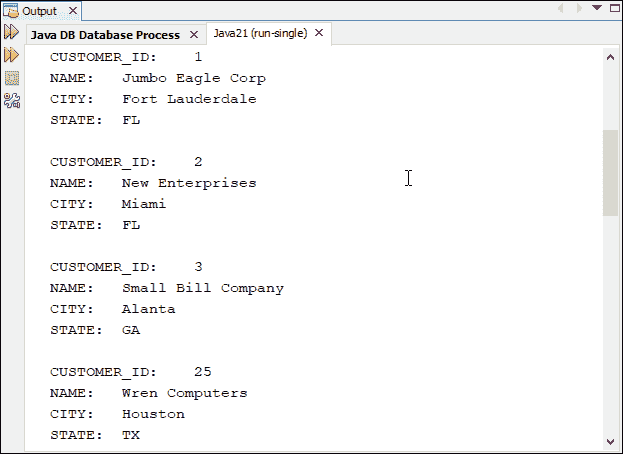 Output
Java DB Database Process
Java21 (run-single)
CUSTOMER_ID: 1
NAME: Jumbo Eagle Corp
CITY: Fort Lauderdale
STATE: FL
CUSTOMER_ID: 2
NAME: New Enterprises
CITY: Miami
STATE: FL
CUSTOMER_ID: 3
NAME: Small Bill Company
CITY: Alanta
STATE: GA
CUSTOMER_ID: 25
NAME: Wren Computers
CITY: Houston
STATE: TX